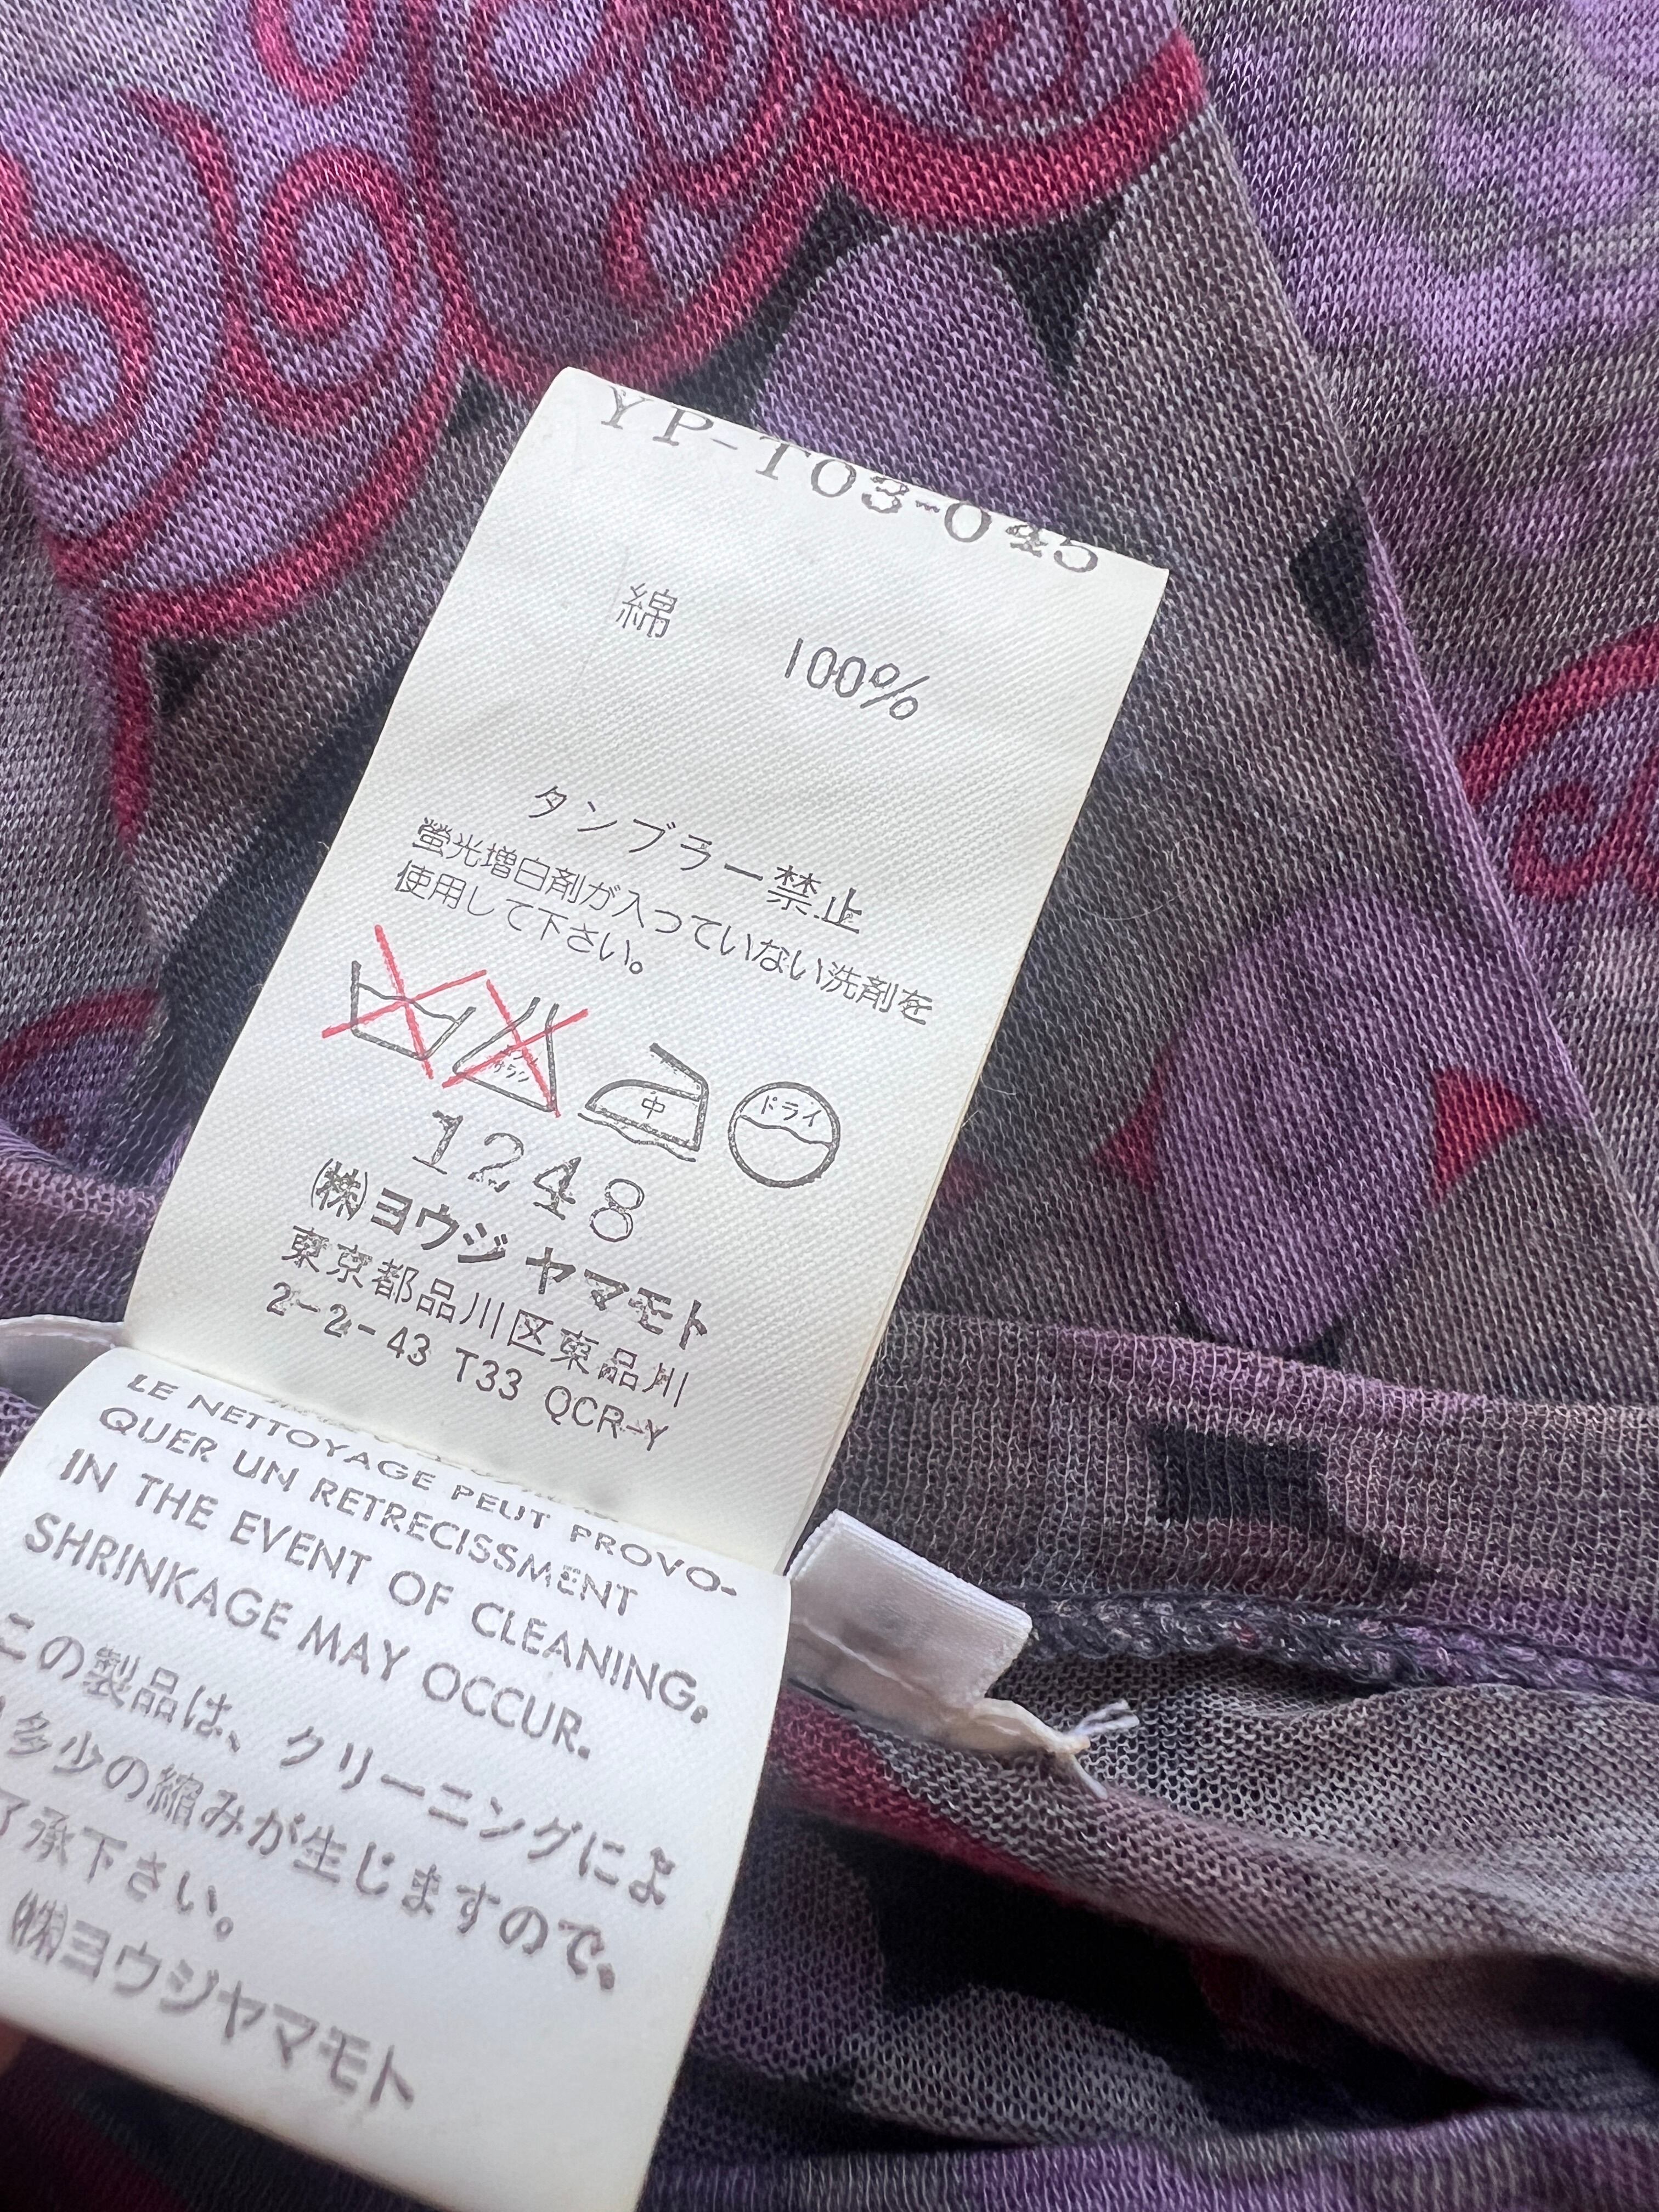 YP-T03-045
綿 100%
タンブラー禁止
蛍光増白剤が入っていない洗剤を
使用して下さい。
エンソ
サラシ
中
ドライ
1248
(株)ヨウジヤマモト
東京都品川区東品川
2-2-43 T33 QCR-Y
LE NETTOYAGE PEUT PROVO-
QUER UN RETRECISSMENT
IN THE EVENT OF CLEANING.
SHRINKAGE MAY OCCUR.
この製品は、クリーニングによ
多少の縮みが生じますので、
了承下さい。
(株)ヨウジヤマモト